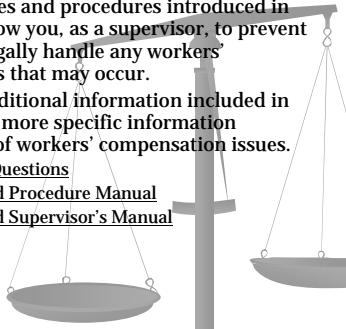 es and procedures introduced in
ow you, as a supervisor, to prevent
gally handle any workers’
s that may occur.
ditional information included in
more specific information
of workers’ compensation issues.
Questions
d Procedure Manual
d Supervisor’s Manual